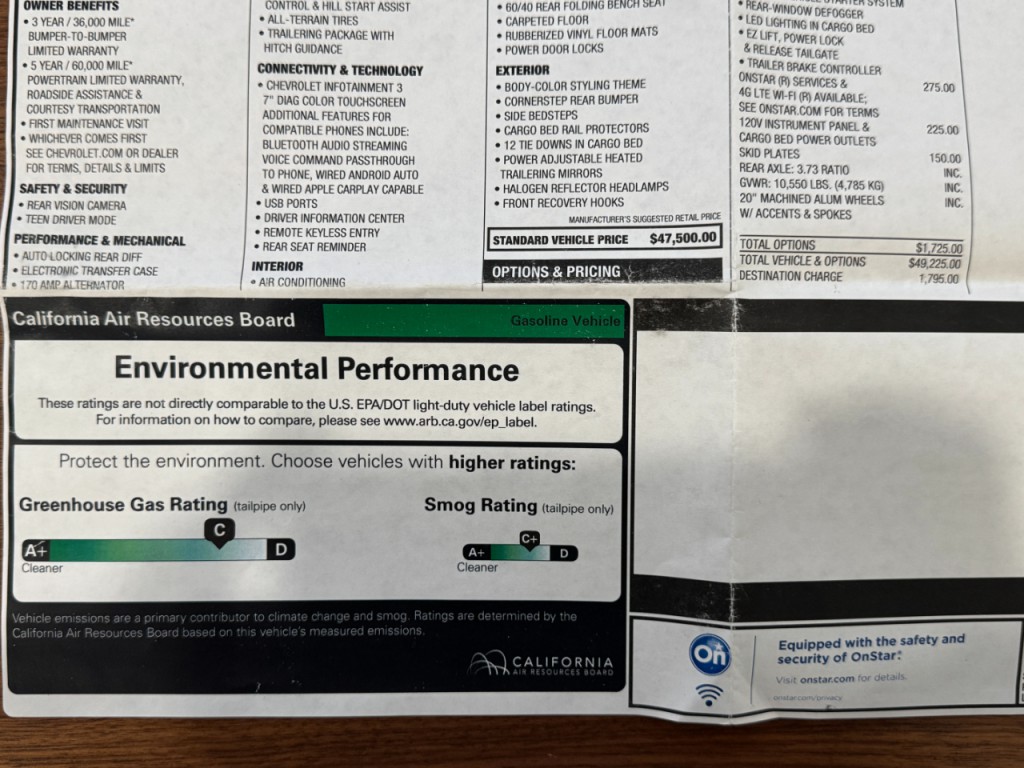 OWNER BENEFITS
• 3 YEAR / 36,000 MILE*
BUMPER-TO-BUMPER
LIMITED WARRANTY
• 5 YEAR / 60,000 MILE*
POWERTRAIN LIMITED WARRANTY,
ROADSIDE ASSISTANCE &
COURTESY TRANSPORTATION
• FIRST MAINTENANCE VISIT
• WHICHEVER COMES FIRST
SEE CHEVROLET.COM OR DEALER
FOR TERMS, DETAILS & LIMITS
SAFETY & SECURITY
• REAR VISION CAMERA
• TEEN DRIVER MODE
PERFORMANCE & MECHANICAL
• AUTO LOCKING REAR DIFF
• ELECTRONIC TRANSFER CASE
• 170 AMP ALTERNATOR
CONTROL & HILL START ASSIST
• ALL-TERRAIN TIRES
• TRAILERING PACKAGE WITH
HITCH GUIDANCE
CONNECTIVITY & TECHNOLOGY
• CHEVROLET INFOTAINMENT 3
7" DIAG COLOR TOUCHSCREEN
ADDITIONAL FEATURES FOR
COMPATIBLE PHONES INCLUDE:
BLUETOOTH AUDIO STREAMING
VOICE COMMAND PASSTHROUGH
TO PHONE, WIRED ANDROID AUTO
& WIRED APPLE CARPLAY CAPABLE
• USB PORTS
• DRIVER INFORMATION CENTER
• REMOTE KEYLESS ENTRY
• REAR SEAT REMINDER
INTERIOR
• AIR CONDITIONING
• 60/40 REAR FOLDING BENCH SEAT
• CARPETED FLOOR
• RUBBERIZED VINYL FLOOR MATS
• POWER DOOR LOCKS
EXTERIOR
• BODY-COLOR STYLING THEME
• CORNERSTEP REAR BUMPER
• SIDE BEDSTEPS
• CARGO BED RAIL PROTECTORS
• 12 TIE DOWNS IN CARGO BED
• POWER ADJUSTABLE HEATED
TRAILERING MIRRORS
• HALOGEN REFLECTOR HEADLAMPS
• FRONT RECOVERY HOOKS
MANUFACTURER'S SUGGESTED RETAIL PRICE
STANDARD VEHICLE PRICE $47,500.00
OPTIONS & PRICING
STARTER SYSTEM
• REAR-WINDOW DEFOGGER
• LED LIGHTING IN CARGO BED
• EZ LIFT, POWER LOCK
& RELEASE TAILGATE
• TRAILER BRAKE CONTROLLER
ONSTAR (R) SERVICES & 275.00
4G LTE WI-FI (R) AVAILABLE;
SEE ONSTAR.COM FOR TERMS
120V INSTRUMENT PANEL & 225.00
CARGO BED POWER OUTLETS
SKID PLATES 150.00
REAR AXLE: 3.73 RATIO INC.
GVWR: 10,550 LBS. (4,785 KG) INC.
20" MACHINED ALUM WHEELS INC.
W/ ACCENTS & SPOKES
TOTAL OPTIONS $1,725.00
TOTAL VEHICLE & OPTIONS $49,225.00
DESTINATION CHARGE 1,795.00
California Air Resources Board Gasoline Vehicle
Environmental Performance
These ratings are not directly comparable to the U.S. EPA/DOT light-duty vehicle label ratings.
For information on how to compare, please see www.arb.ca.gov/ep_label.
Protect the environment. Choose vehicles with higher ratings:
Greenhouse Gas Rating (tailpipe only)
C
A+ D
Cleaner
Smog Rating (tailpipe only)
C+
A+ D
Cleaner
Vehicle emissions are a primary contributor to climate change and smog. Ratings are determined by the
California Air Resources Board based on this vehicle's measured emissions.
CALIFORNIA
AIR RESOURCES BOARD
On
Equipped with the safety and
security of OnStar.
Visit onstar.com for details.
onstar.com/privacy